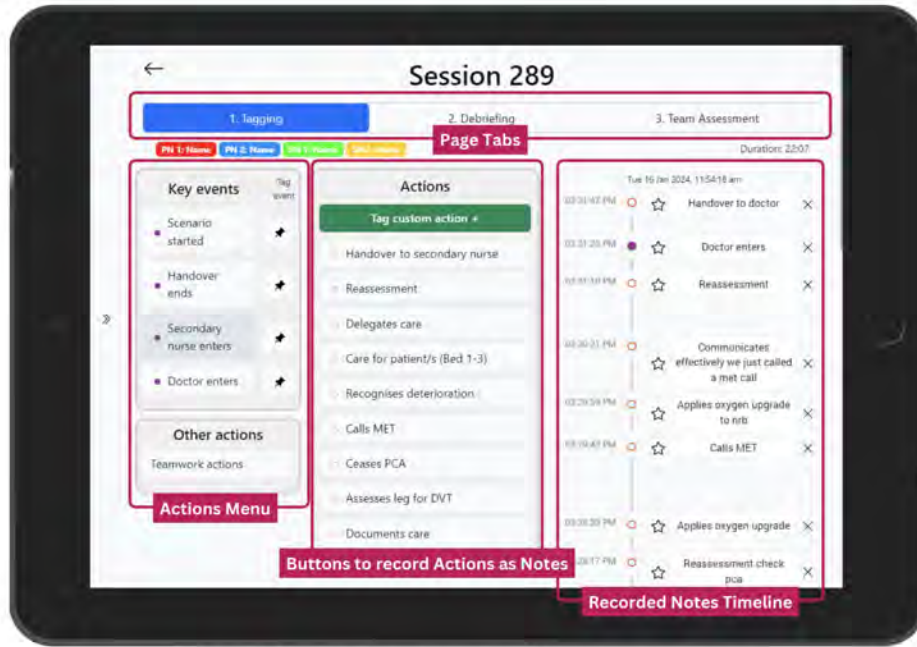 Session 289
1. Tagging
2. Debriefing
3. Team Assessment
Page Tabs
PN 1: Name
PN 2: Name
Name
Name
Duration: 22:07
Key events
Tag
event
Scenario
started
Handover
ends
Secondary
nurse enters
Doctor enters
Other actions
Teamwork actions
Actions Menu
Actions
Tag custom action +
Handover to secondary nurse
Reassessment
Delegates care
Care for patient/s (Bed 1-3)
Recognises deterioration
Calls MET
Ceases PCA
Assesses leg for DVT
Documents care
Buttons to record Actions as Notes
Tue 16 Jan 2024, 11:54:18 am
Handover to doctor
Doctor enters
Reassessment
Communicates
effectively we just called
a met call
Applies oxygen upgrade
to nrb
Calls MET
Applies oxygen upgrade
Reassessment check
pca
Recorded Notes Timeline